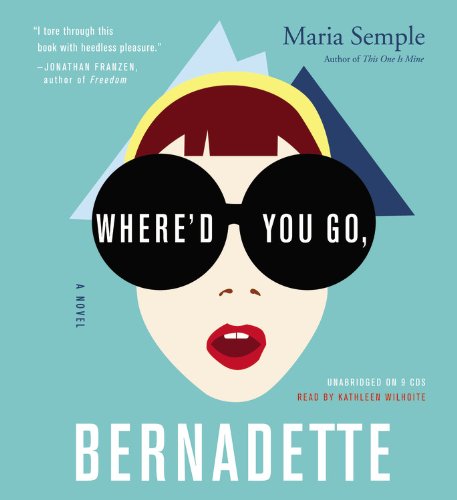 "I tore through this
book with heedless pleasure."
—JONATHAN FRANZEN,
author of Freedom
Maria Semple
Author of This One Is Mine
WHERE'D YOU GO,
A NOVEL
UNABRIDGED ON 9 CDS
READ BY KATHLEEN WILHOITE
BERNADETTE